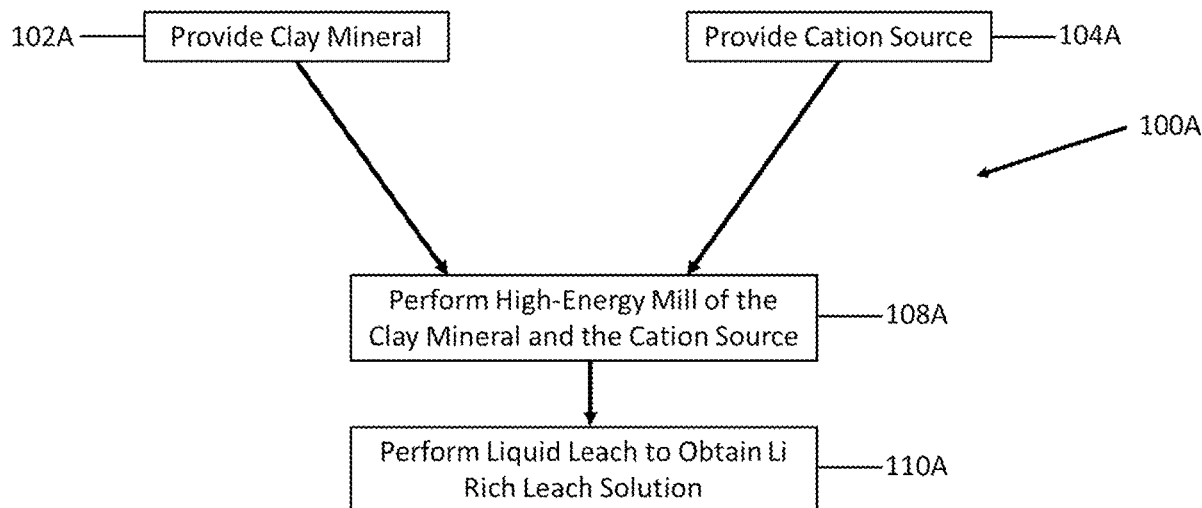 102A
Provide Clay Mineral
Provide Cation Source
104A
100A
Perform High-Energy Mill of the
Clay Mineral and the Cation Source
108A
Perform Liquid Leach to Obtain Li
Rich Leach Solution
110A